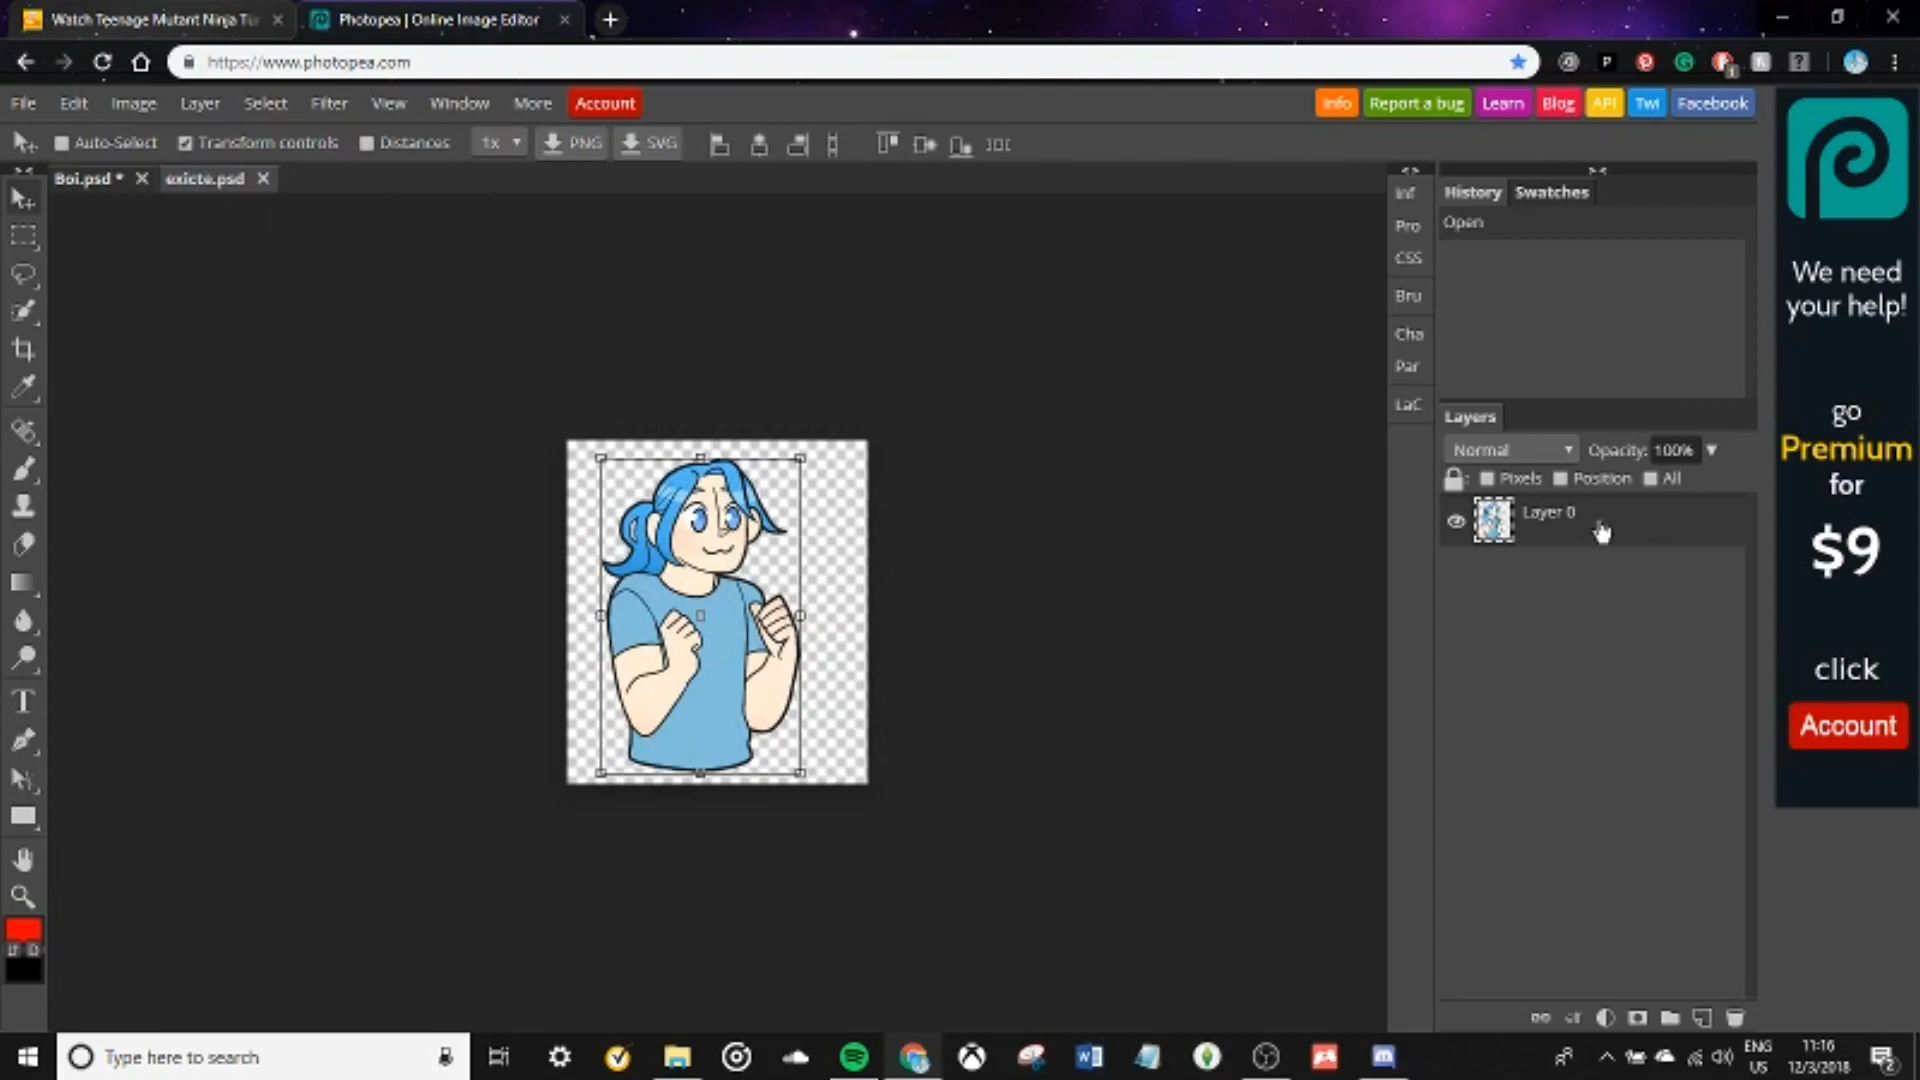 Watch Teenage Mutant Ninja Tur
Photopea | Online Image Editor
https://www.photopea.com
File Edit Image Layer Select Filter View Window More Account
Info Report a bug Learn Blog API Twi Facebook
Auto-Select Transform controls Distances 1x PNG SVG
Boi.psd * exicte.psd
Inf
Pro
CSS
Bru
Cha
Par
LaC
History Swatches
Open
Layers
Normal Opacity: 100%
: Pixels Position All
Layer 0
We need
your help!
go
Premium
for
$9
click
Account
Type here to search
ENG
US
11:16
12/3/2018